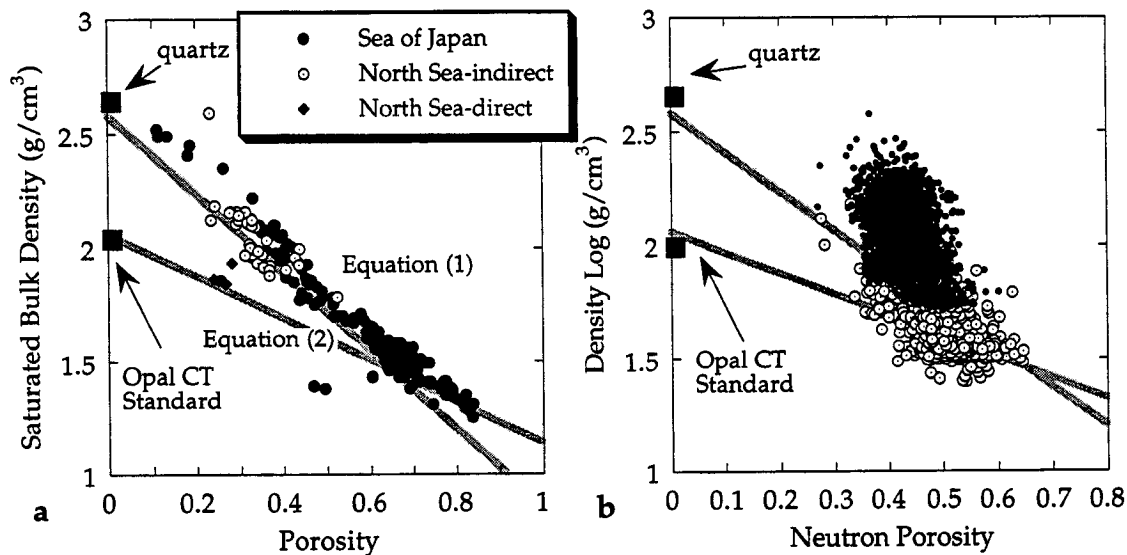 3
2.5
2
1.5
1
Saturated Bulk Density (g/cm³)
quartz
Sea of Japan
North Sea-indirect
North Sea-direct
Equation (1)
Equation (2)
Opal CT
Standard
0
0.2
0.4
0.6
0.8
1
a
Porosity
3
2.5
2
1.5
1
Density Log (g/cm³)
quartz
Opal CT
Standard
0
0.1
0.2
0.3
0.4
0.5
0.6
0.7
0.8
b
Neutron Porosity